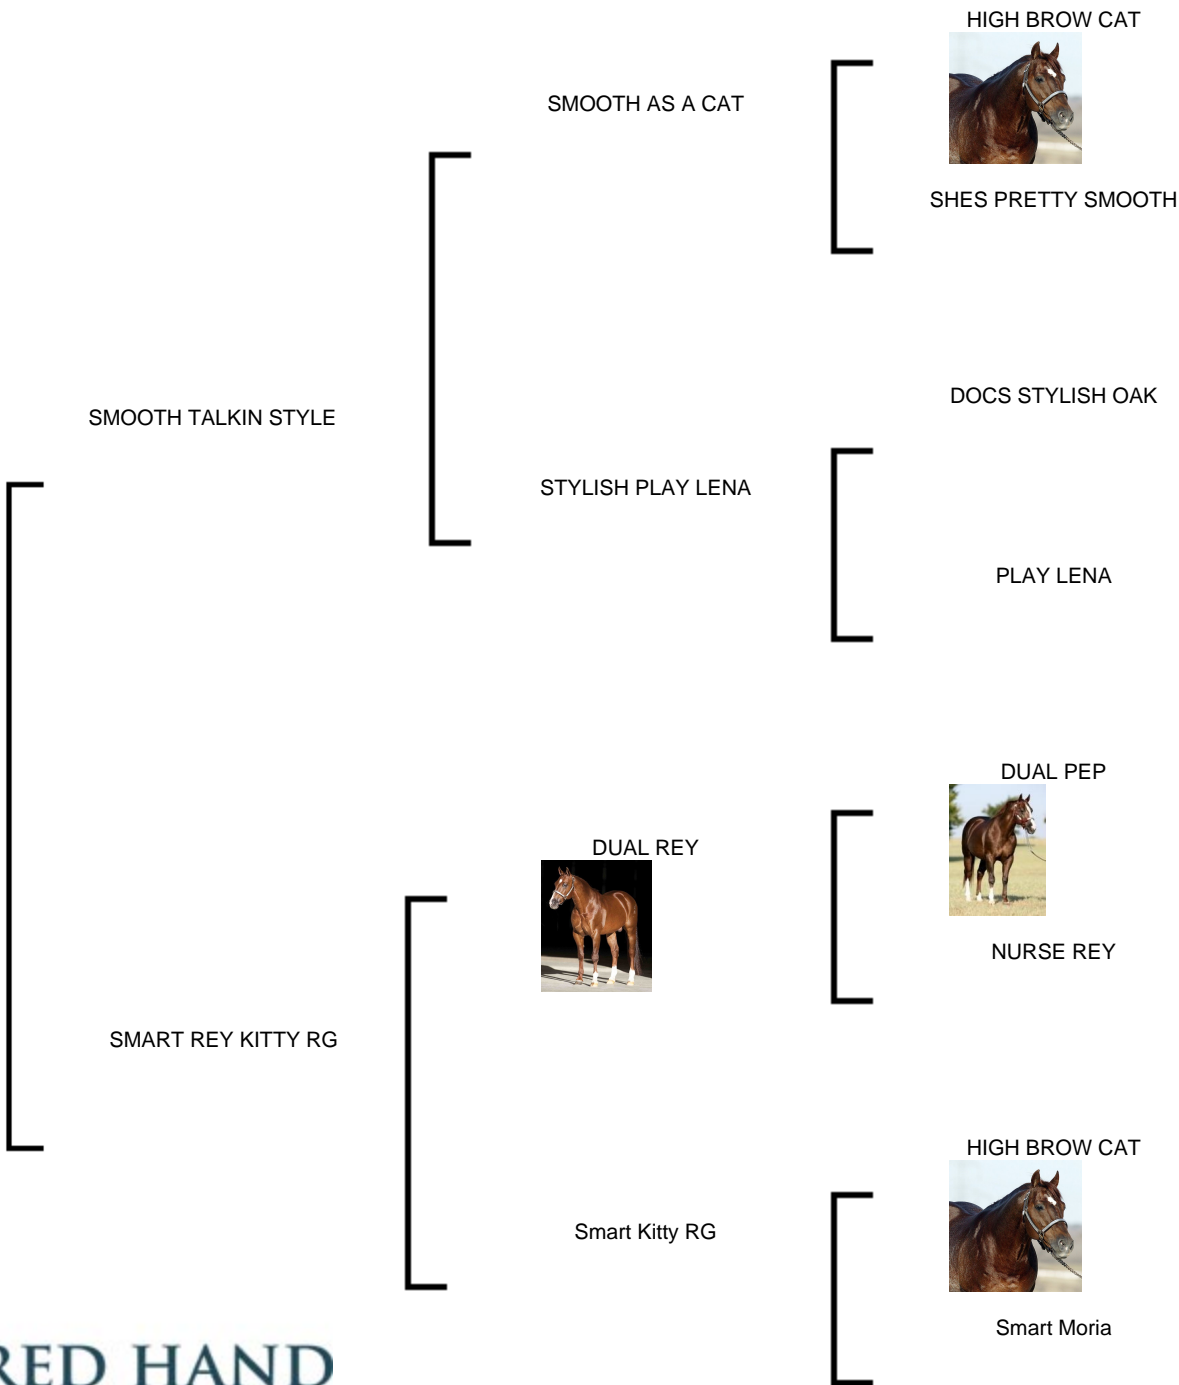 HIGH BROW CAT
SMOOTH AS A CAT
SHES PRETTY SMOOTH
DOCS STYLISH OAK
SMOOTH TALKIN STYLE
STYLISH PLAY LENA
PLAY LENA
DUAL PEP
DUAL REY
NURSE REY
SMART REY KITTY RG
HIGH BROW CAT
Smart Kitty RG
Smart Moria
RED HAND